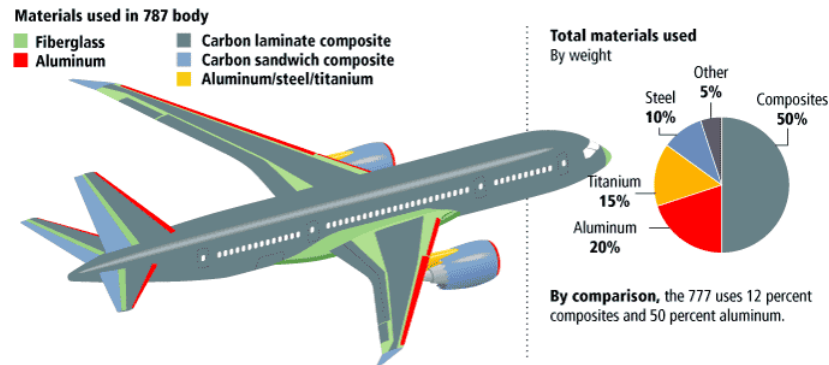 Materials used in 787 body
Fiberglass
Aluminum
Carbon laminate composite
Carbon sandwich composite
Aluminum/steel/titanium
Total materials used
By weight
Other
5%
Steel
10%
Composites
50%
Titanium
15%
Aluminum
20%
By comparison, the 777 uses 12 percent
composites and 50 percent aluminum.